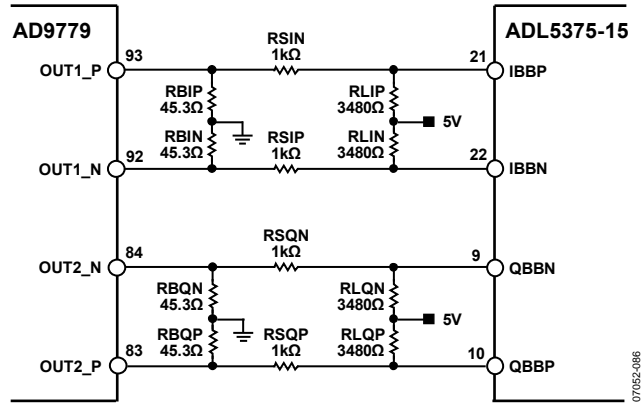 AD9779
ADL5375-15
OUT1_P
93
RSIN
1kΩ
21
IBBP
RBIP
45.3Ω
RLIP
3480Ω
5V
RBIN
45.3Ω
RSIP
1kΩ
RLIN
3480Ω
OUT1_N
92
22
IBBN
OUT2_N
84
RSQN
1kΩ
9
QBBN
RBQN
45.3Ω
RLQN
3480Ω
5V
RBQP
45.3Ω
RSQP
1kΩ
RLQP
3480Ω
OUT2_P
83
10
QBBP
07052-086